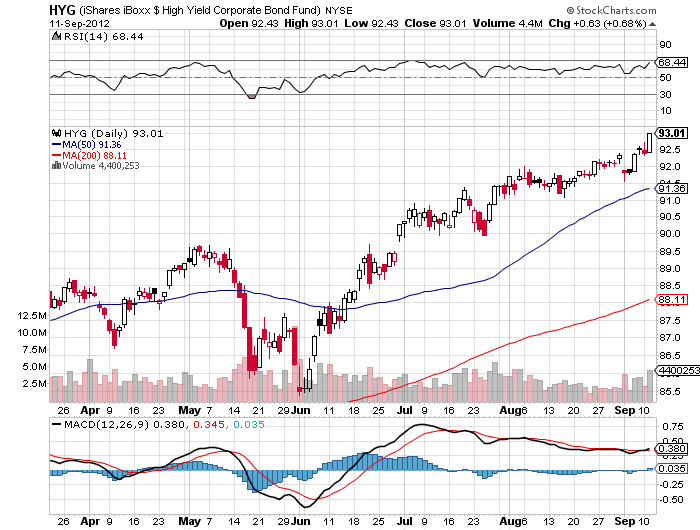 HYG (iShares iBoxx $ High Yield Corporate Bond Fund) NYSE © StockCharts.com
11-Sep-2012 Open 92.43 High 93.01 Low 92.43 Close 93.01 Volume 4.4M Chg +0.63 (+0.68%)
RSI(14) 68.44
90
68.44
50
30
10
HYG (Daily) 93.01
MA(50) 91.36
MA(200) 88.11
Volume 4,400,253
93.01
92.5
92.0
91.5
91.36
91.0
90.5
90.0
89.5
89.0
88.5
88.11
12.5M 87.5
10.0M 87.0
7.5M 86.5
5.0M
4400253
2.5M
85.5
26 Apr 9 16 23 May 7 14 21 29 Jun 11 18 25 Jul 9 16 23 Aug 6 13 20 27 Sep 10
MACD(12,26,9) 0.380, 0.345, 0.035
0.75
0.50
0.380
0.035
-0.25
-0.50
26 Apr 9 16 23 May 7 14 21 29 Jun 11 18 25 Jul 9 16 23 Aug 6 13 20 27 Sep 10